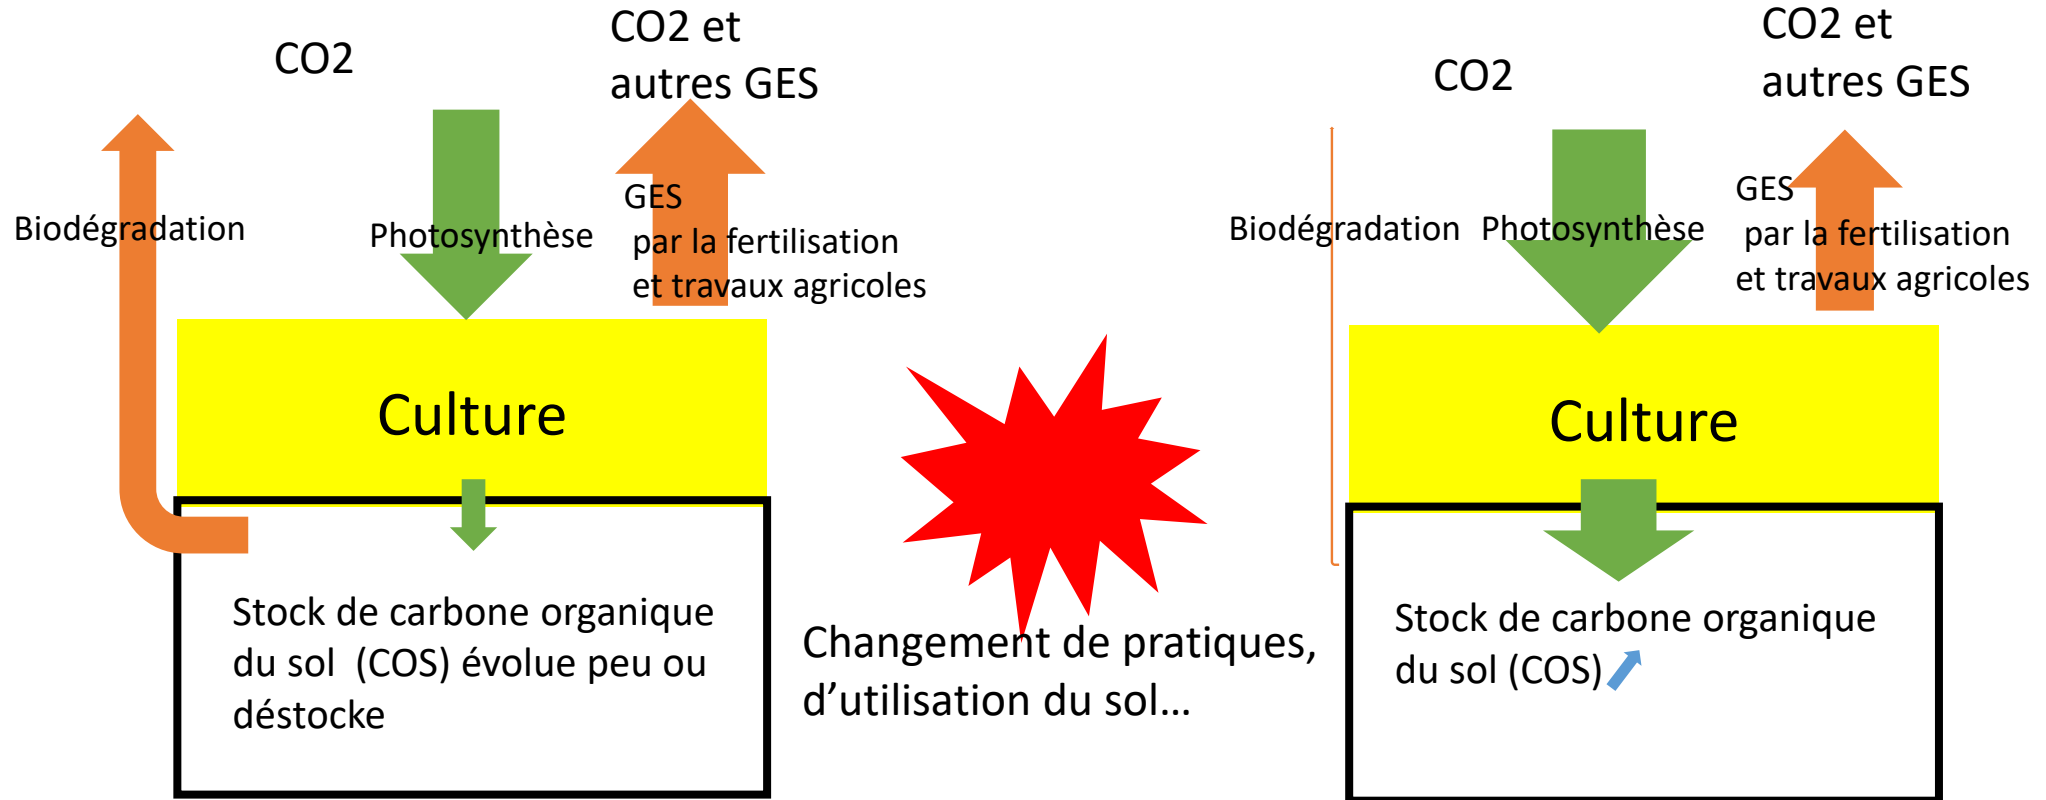 CO2
CO2 et
autres GES
Biodégradation
Photosynthèse
GES
par la fertilisation
et travaux agricoles
Culture
Stock de carbone organique
du sol (COS) évolue peu ou
déstocke
Changement de pratiques,
d’utilisation du sol...
CO2
CO2 et
autres GES
Biodégradation
Photosynthèse
GES
par la fertilisation
et travaux agricoles
Culture
Stock de carbone organique
du sol (COS)